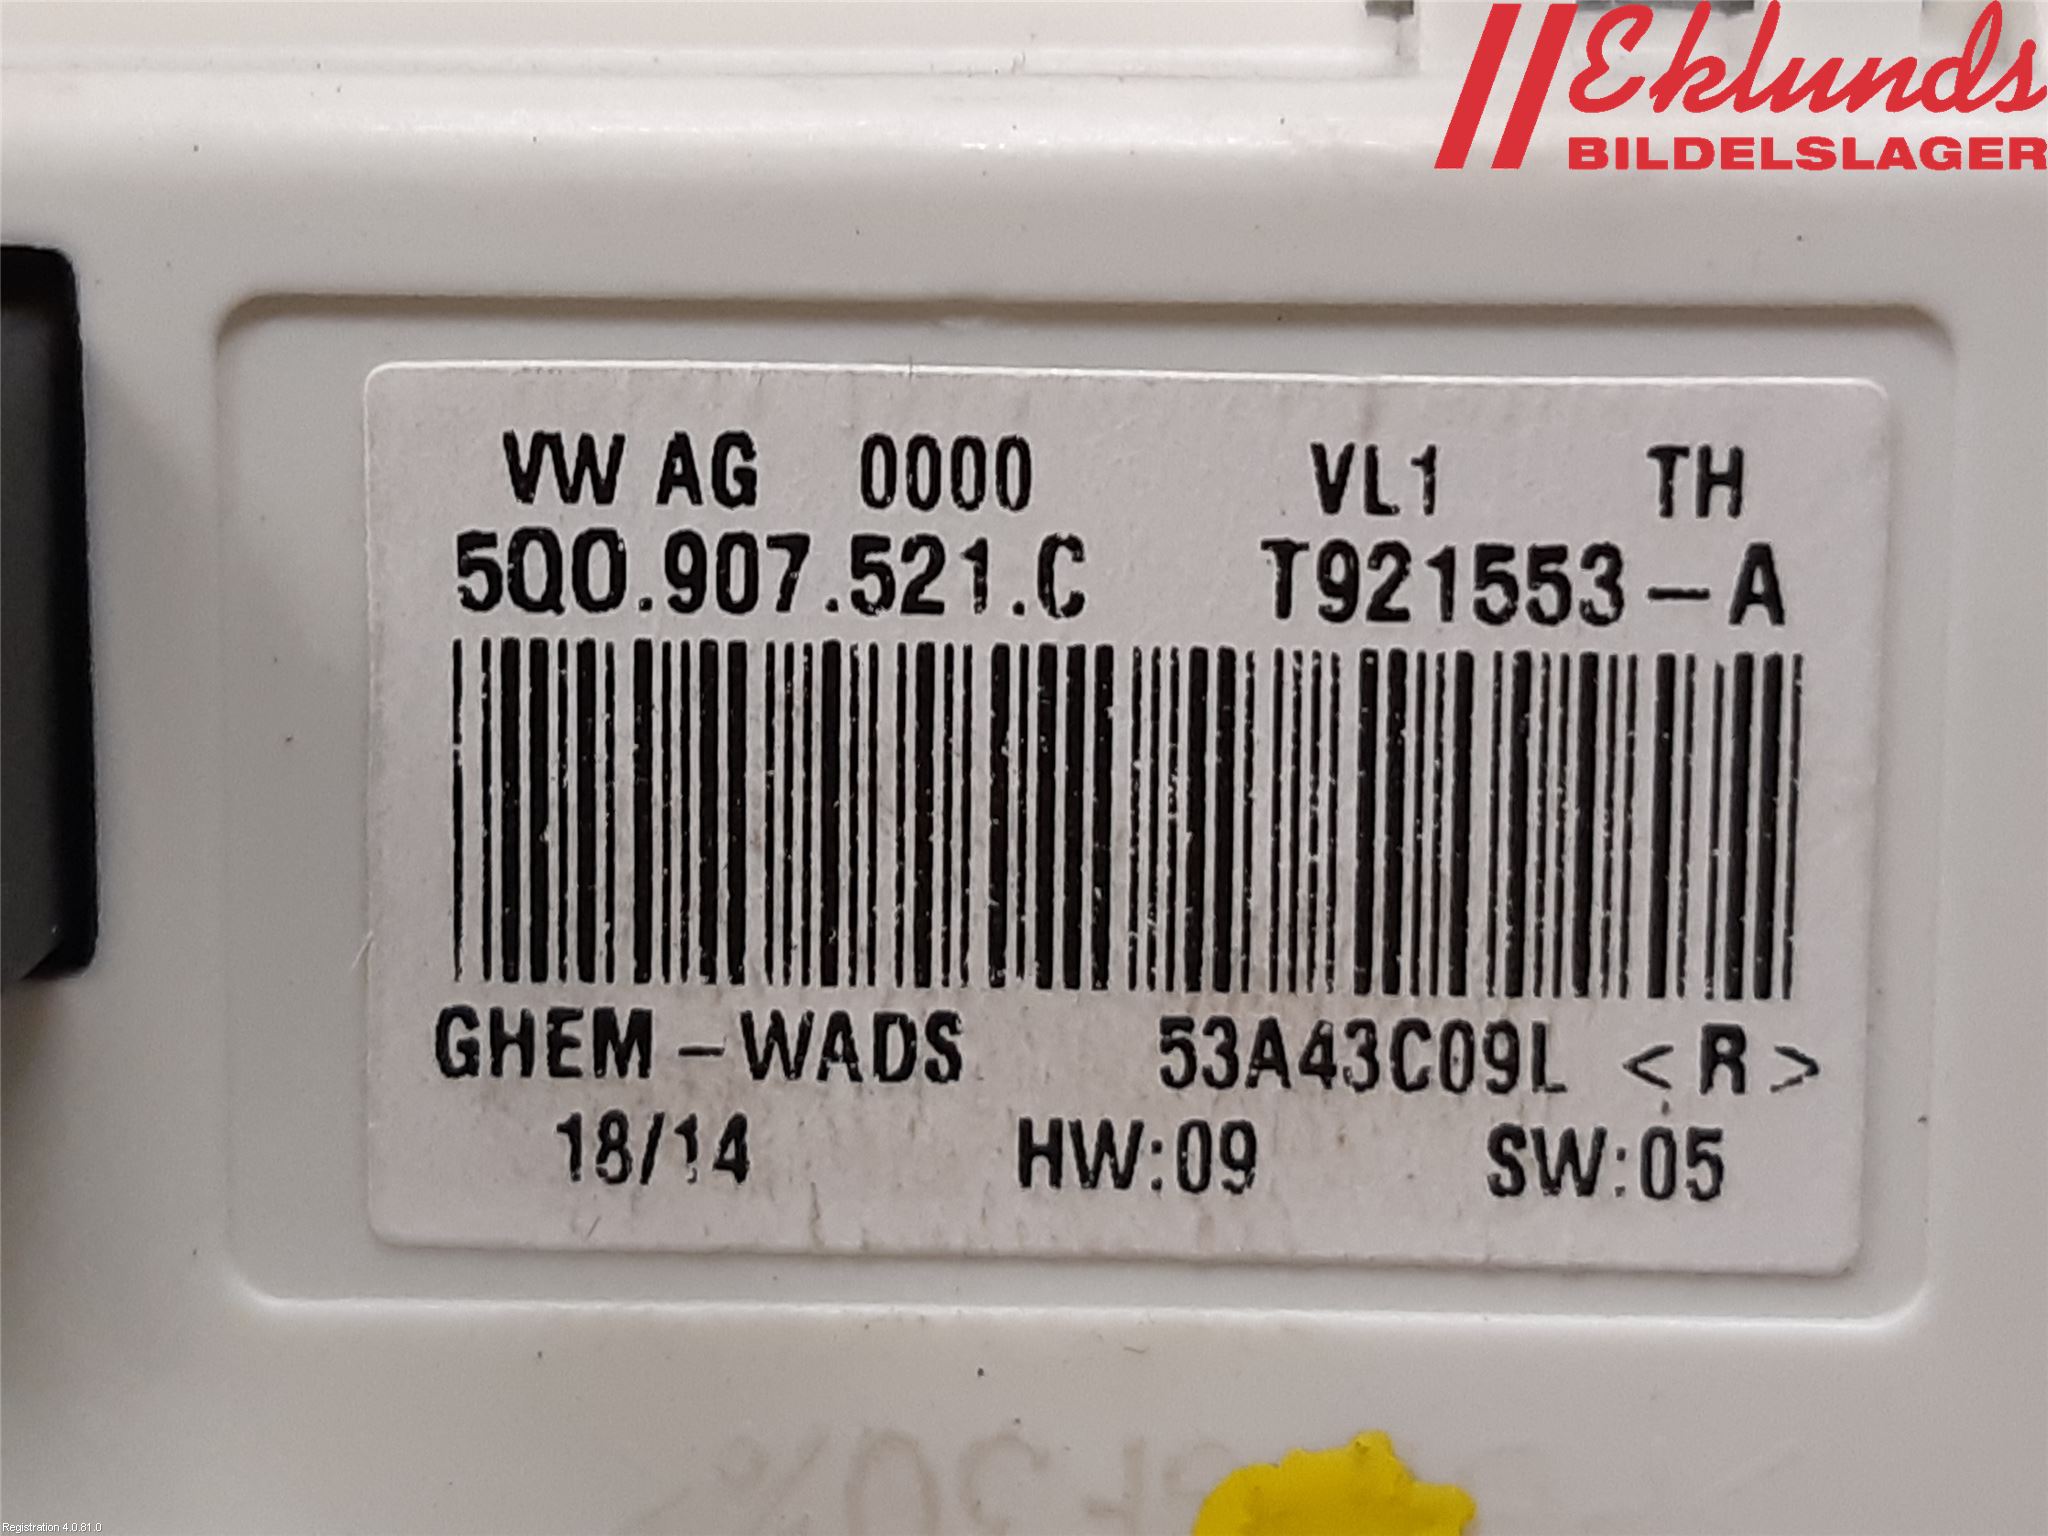 Eklunds
BILDELSLAGER
VW AG 0000 VL1 TH
5Q0.907.521.C T921553-A
GHEM-WADS 53A43C09L <R>
18/14 HW:09 SW:05
Registration 4.0.81.0